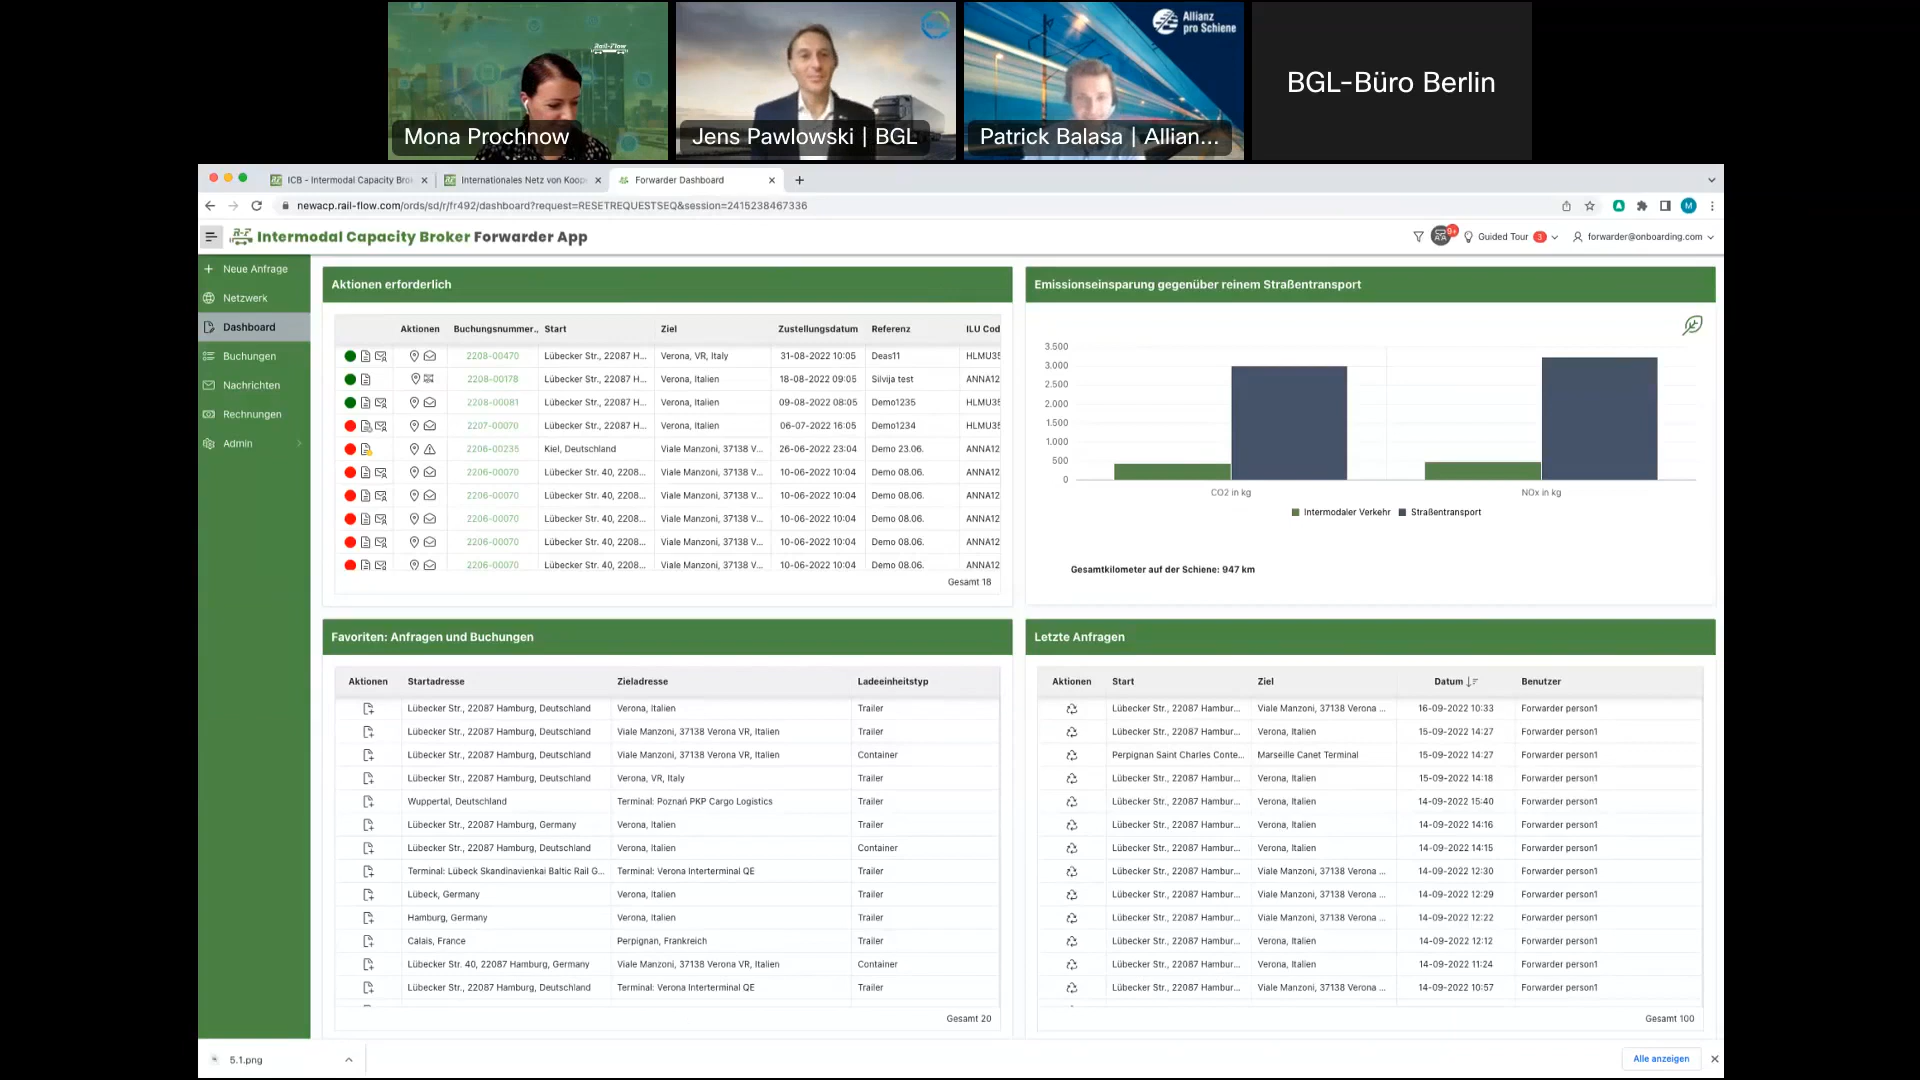 Rail-Flow
Allianz
pro Schiene
Mona Prochnow
Jens Pawlowski | BGL
Patrick Balasa | Allian...
BGL-Büro Berlin
ICB - Intermodal Capacity Bro
Internationales Netz von Koop
Forwarder Dashboard
newacp.rail-flow.com/ords/sd/r/fr492/dashboard?request=RESETREQUESTSEQ&session=2415238467336
M
R-F Intermodal Capacity Broker Forwarder App
9+
Guided Tour 3
forwarder@onboarding.com
Neue Anfrage
Netzwerk
Dashboard
Buchungen
Nachrichten
Rechnungen
Admin
Aktionen erforderlich
Aktionen Buchungsnummer.. Start Ziel Zustellungsdatum Referenz ILU Cod
2208-00470 Lübecker Str., 22087 H... Verona, VR, Italy 31-08-2022 10:05 Deas11 HLMU35
2208-00178 Lübecker Str., 22087 H... Verona, Italien 18-08-2022 09:05 Silvija test ANNA12
2208-00081 Lübecker Str., 22087 H... Verona, Italien 09-08-2022 08:05 Demo1235 HLMU35
2207-00070 Lübecker Str., 22087 H... Verona, Italien 06-07-2022 16:05 Demo1234 HLMU35
2206-00235 Kiel, Deutschland Viale Manzoni, 37138 V... 26-06-2022 23:04 Demo 23.06. ANNA12
2206-00070 Lübecker Str. 40, 2208... Viale Manzoni, 37138 V... 10-06-2022 10:04 Demo 08.06. ANNA12
2206-00070 Lübecker Str. 40, 2208... Viale Manzoni, 37138 V... 10-06-2022 10:04 Demo 08.06. ANNA12
2206-00070 Lübecker Str. 40, 2208... Viale Manzoni, 37138 V... 10-06-2022 10:04 Demo 08.06. ANNA12
2206-00070 Lübecker Str. 40, 2208... Viale Manzoni, 37138 V... 10-06-2022 10:04 Demo 08.06. ANNA12
2206-00070 Lübecker Str. 40, 2208... Viale Manzoni, 37138 V... 10-06-2022 10:04 Demo 08.06. ANNA12
Gesamt 18
Emissionseinsparung gegenüber reinem Straßentransport
3.500
3.000
2.500
2.000
1.500
1.000
500
0
CO2 in kg NOx in kg
Intermodaler Verkehr Straßentransport
Gesamtkilometer auf der Schiene: 947 km
Favoriten: Anfragen und Buchungen
Aktionen Startadresse Zieladresse Ladeeinheitstyp
Lübecker Str., 22087 Hamburg, Deutschland Verona, Italien Trailer
Lübecker Str., 22087 Hamburg, Deutschland Viale Manzoni, 37138 Verona VR, Italien Trailer
Lübecker Str., 22087 Hamburg, Deutschland Viale Manzoni, 37138 Verona VR, Italien Container
Lübecker Str., 22087 Hamburg, Deutschland Verona, VR, Italy Trailer
Wuppertal, Deutschland Terminal: Poznań PKP Cargo Logistics Trailer
Lübecker Str., 22087 Hamburg, Germany Verona, Italien Trailer
Lübecker Str., 22087 Hamburg, Deutschland Verona, Italien Container
Terminal: Lübeck Skandinavienkai Baltic Rail G... Terminal: Verona Interterminal QE Trailer
Lübeck, Germany Verona, Italien Trailer
Hamburg, Germany Verona, Italien Trailer
Calais, France Perpignan, Frankreich Trailer
Lübecker Str. 40, 22087 Hamburg, Germany Viale Manzoni, 37138 Verona VR, Italien Container
Lübecker Str., 22087 Hamburg, Deutschland Terminal: Verona Interterminal QE Trailer
Gesamt 20
Letzte Anfragen
Aktionen Start Ziel Datum Benutzer
Lübecker Str., 22087 Hambur... Viale Manzoni, 37138 Verona ... 16-09-2022 10:33 Forwarder person1
Lübecker Str., 22087 Hambur... Verona, Italien 15-09-2022 14:27 Forwarder person1
Perpignan Saint Charles Conte... Marseille Canet Terminal 15-09-2022 14:27 Forwarder person1
Lübecker Str., 22087 Hambur... Verona, Italien 15-09-2022 14:18 Forwarder person1
Lübecker Str., 22087 Hambur... Verona, Italien 14-09-2022 15:40 Forwarder person1
Lübecker Str., 22087 Hambur... Verona, Italien 14-09-2022 14:16 Forwarder person1
Lübecker Str., 22087 Hambur... Verona, Italien 14-09-2022 14:15 Forwarder person1
Lübecker Str., 22087 Hambur... Viale Manzoni, 37138 Verona ... 14-09-2022 12:30 Forwarder person1
Lübecker Str., 22087 Hambur... Viale Manzoni, 37138 Verona ... 14-09-2022 12:29 Forwarder person1
Lübecker Str., 22087 Hambur... Viale Manzoni, 37138 Verona ... 14-09-2022 12:22 Forwarder person1
Lübecker Str., 22087 Hambur... Verona, Italien 14-09-2022 12:12 Forwarder person1
Lübecker Str., 22087 Hambur... Verona, Italien 14-09-2022 11:24 Forwarder person1
Lübecker Str., 22087 Hambur... Viale Manzoni, 37138 Verona ... 14-09-2022 10:57 Forwarder person1
Gesamt 100
5.1.png
Alle anzeigen